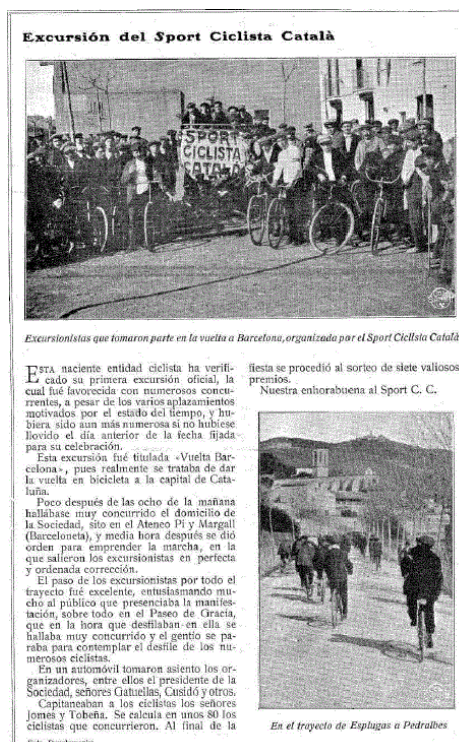 Excursión del Sport Ciclista Català
SPORT
CICLISTA
CATALÀ
Excursionistas que tomaron parte en la vuelta a Barcelona, organizada por el Sport Ciclista Català
ESTA naciente entidad ciclista ha verifi-
cado su primera excursión oficial, la
cual fué favorecida con numerosos concu-
rrentes, a pesar de los varios aplazamientos
motivados por el estado del tiempo, y hu-
biera sido aun más numerosa si no hubiese
llovido el día anterior de la fecha fijada
para su celebración.
Esta excursión fué titulada «Vuelta Bar-
celona», pues realmente se trataba de dar
la vuelta en bicicleta a la capital de Cata-
luña.
Poco después de las ocho de la mañana
hallábase muy concurrido el domicilio de
la Sociedad, sito en el Ateneo Pi y Margall
(Barceloneta), y media hora después se dió
orden para emprender la marcha, en la
que salieron los excursionistas en perfecta
y ordenada corrección.
El paso de los excursionistas por todo el
trayecto fué excelente, entusiasmando mu-
cho al público que presenciaba la manifes-
tación, sobre todo en el Paseo de Gracia,
que en la hora que desfilaban en ella se
hallaba muy concurrido y el gentío se pa-
raba para contemplar el desfile de los nu-
merosos ciclistas.
En un automóvil tomaron asiento los or-
ganizadores, entre ellos el presidente de la
Sociedad, señores Gatuellas, Cusidó y otros.
Capitaneaban a los ciclistas los señores
Jomes y Tobeña. Se calcula en unos 80 los
ciclistas que concurrieron. Al final de la
fiesta se procedió al sorteo de siete valiosos
premios.
Nuestra enhorabuena al Sport C. C.
En el trayecto de Esplugas a Pedralbes